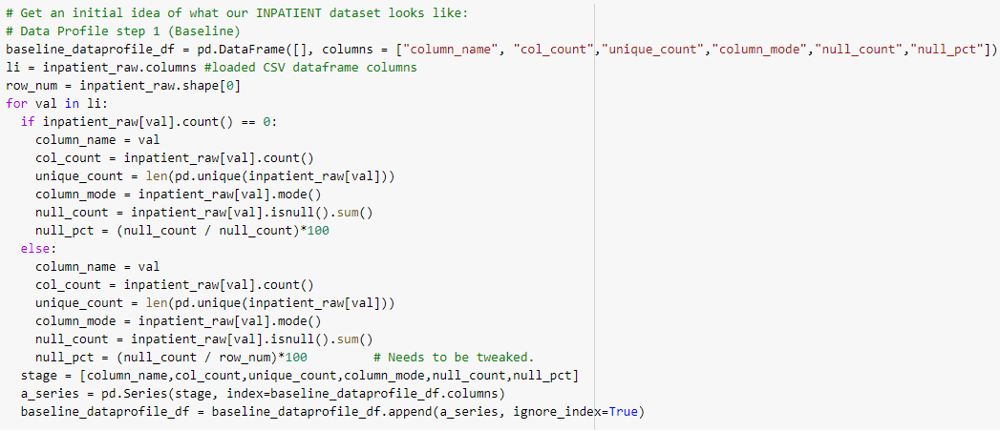 # Get an initial idea of what our INPATIENT dataset looks like:
# Data Profile step 1 (Baseline)
baseline_dataprofile_df = pd.DataFrame([], columns = ["column_name", "col_count","unique_count","column_mode","null_count","null_pct"])
li = inpatient_raw.columns #loaded CSV dataframe columns
row_num = inpatient_raw.shape[0]
for val in li:
  if inpatient_raw[val].count() == 0:
    column_name = val
    col_count = inpatient_raw[val].count()
    unique_count = len(pd.unique(inpatient_raw[val]))
    column_mode = inpatient_raw[val].mode()
    null_count = inpatient_raw[val].isnull().sum()
    null_pct = (null_count / null_count)*100
  else:
    column_name = val
    col_count = inpatient_raw[val].count()
    unique_count = len(pd.unique(inpatient_raw[val]))
    column_mode = inpatient_raw[val].mode()
    null_count = inpatient_raw[val].isnull().sum()
    null_pct = (null_count / row_num)*100         # Needs to be tweaked.
  stage = [column_name,col_count,unique_count,column_mode,null_count,null_pct]
  a_series = pd.Series(stage, index=baseline_dataprofile_df.columns)
  baseline_dataprofile_df = baseline_dataprofile_df.append(a_series, ignore_index=True)